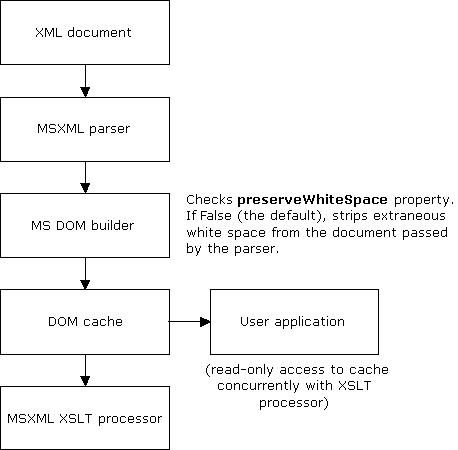 XML document
MSXML parser
MS DOM builder
Checks preserveWhiteSpace property.
If False (the default), strips extraneous
white space from the document passed
by the parser.
DOM cache
User application
(read-only access to cache
concurrently with XSLT
processor)
MSXML XSLT processor